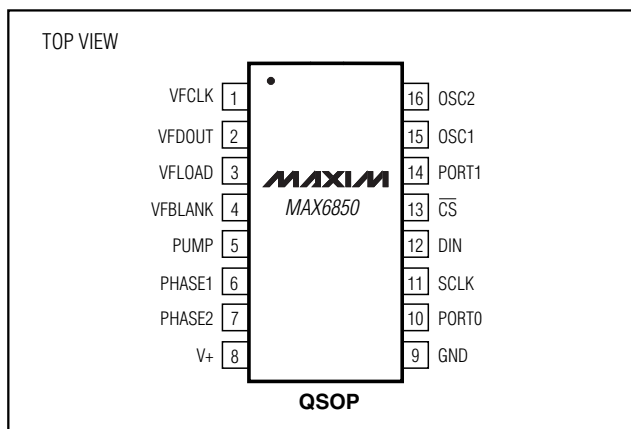 TOP VIEW
VFCLK 1
VFDOUT 2
VFLOAD 3
VFBLANK 4
PUMP 5
PHASE1 6
PHASE2 7
V+ 8
MAXIM
MAX6850
16 OSC2
15 OSC1
14 PORT1
13 C̅S̅
12 DIN
11 SCLK
10 PORT0
9 GND
QSOP